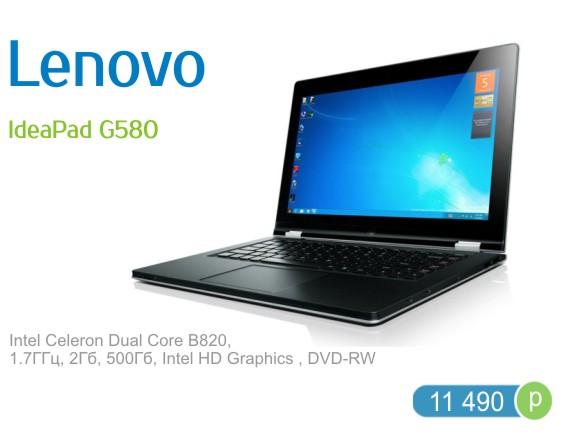 Lenovo
IdeaPad G580
5
Intel Celeron Dual Core B820,
1.7ГГц, 2Гб, 500Гб, Intel HD Graphics , DVD-RW
11 490 р